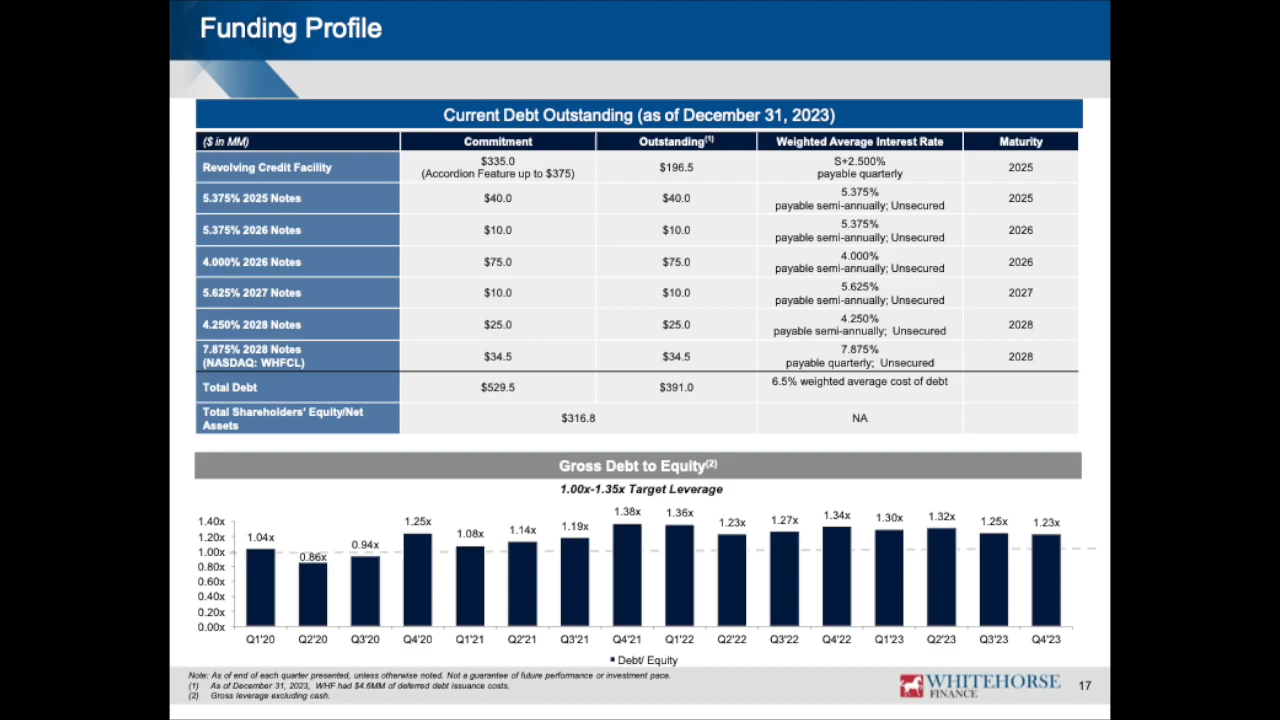 Funding Profile
Current Debt Outstanding (as of December 31, 2023)
($ in MM) Commitment Outstanding(1) Weighted Average Interest Rate Maturity
Revolving Credit Facility $335.0 (Accordion Feature up to $375) $196.5 S+2.500% payable quarterly 2025
5.375% 2025 Notes $40.0 $40.0 5.375% payable semi-annually; Unsecured 2025
5.375% 2026 Notes $10.0 $10.0 5.375% payable semi-annually; Unsecured 2026
4.000% 2026 Notes $75.0 $75.0 4.000% payable semi-annually; Unsecured 2026
5.625% 2027 Notes $10.0 $10.0 5.625% payable semi-annually; Unsecured 2027
4.250% 2028 Notes $25.0 $25.0 4.250% payable semi-annually; Unsecured 2028
7.875% 2028 Notes (NASDAQ: WHFCL) $34.5 $34.5 7.875% payable quarterly; Unsecured 2028
Total Debt $529.5 $391.0 6.5% weighted average cost of debt
Total Shareholders' Equity/Net Assets $316.8 NA
Gross Debt to Equity(2)
1.00x-1.35x Target Leverage
1.40x
1.20x
1.00x
0.80x
0.60x
0.40x
0.20x
0.00x
1.04x 0.86x 0.94x 1.25x 1.08x 1.14x 1.19x 1.38x 1.36x 1.23x 1.27x 1.34x 1.30x 1.32x 1.25x 1.23x
Q1'20 Q2'20 Q3'20 Q4'20 Q1'21 Q2'21 Q3'21 Q4'21 Q1'22 Q2'22 Q3'22 Q4'22 Q1'23 Q2'23 Q3'23 Q4'23
Debt/ Equity
Note: As of end of each quarter presented, unless otherwise noted. Not a guarantee of future performance or investment pace.
(1) As of December 31, 2023, WHF had $4.6MM of deferred debt issuance costs.
(2) Gross leverage excluding cash.
WHITEHORSE
FINANCE
17